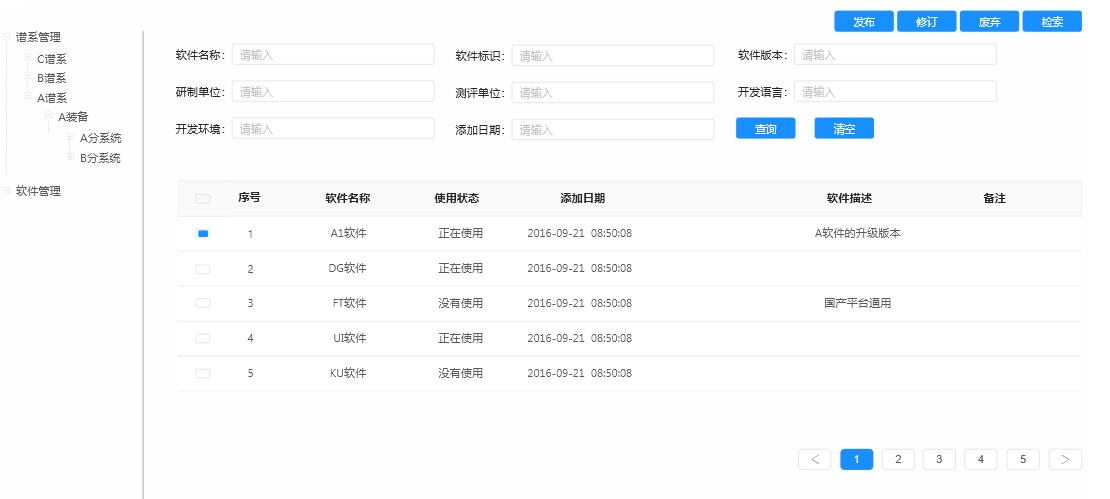 发布 修订 废弃 检索
谱系管理
C谱系
B谱系
A谱系
A装备
A分系统
B分系统
软件管理
软件名称： 请输入 软件标识： 请输入 软件版本： 请输入
研制单位： 请输入 测评单位： 请输入 开发语言： 请输入
开发环境： 请输入 添加日期： 请输入 查询 清空
序号 软件名称 使用状态 添加日期 软件描述 备注
1 A1软件 正在使用 2016-09-21 08:50:08 A软件的升级版本
2 DG软件 正在使用 2016-09-21 08:50:08
3 FT软件 没有使用 2016-09-21 08:50:08 国产平台通用
4 UI软件 正在使用 2016-09-21 08:50:08
5 KU软件 没有使用 2016-09-21 08:50:08
< 1 2 3 4 5 >